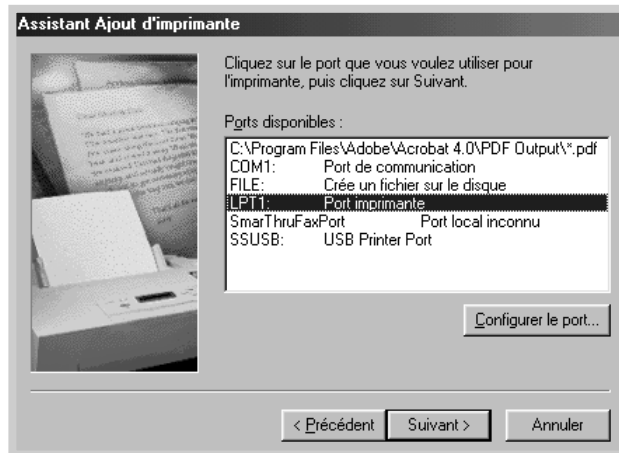 Assistant Ajout d'imprimante
Cliquez sur le port que vous voulez utiliser pour
l'imprimante, puis cliquez sur Suivant.
Ports disponibles :
C:\Program Files\Adobe\Acrobat 4.0\PDF Output\*.pdf
COM1: Port de communication
FILE: Crée un fichier sur le disque
LPT1: Port imprimante
SmarThruFaxPort Port local inconnu
SSUSB: USB Printer Port
Configurer le port...
< Précédent Suivant > Annuler